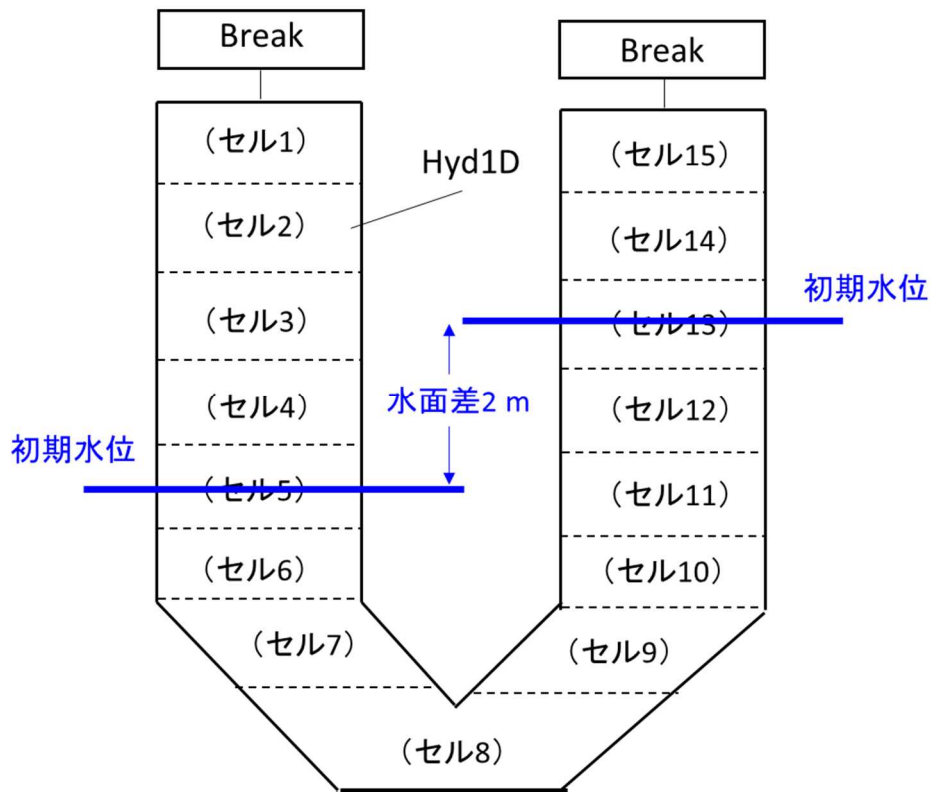 Break
Break
(セル1)
(セル15)
Hyd1D
(セル2)
(セル14)
初期水位
(セル3)
(セル13)
水面差2 m
(セル4)
(セル12)
初期水位
(セル5)
(セル11)
(セル6)
(セル10)
(セル7)
(セル9)
(セル8)